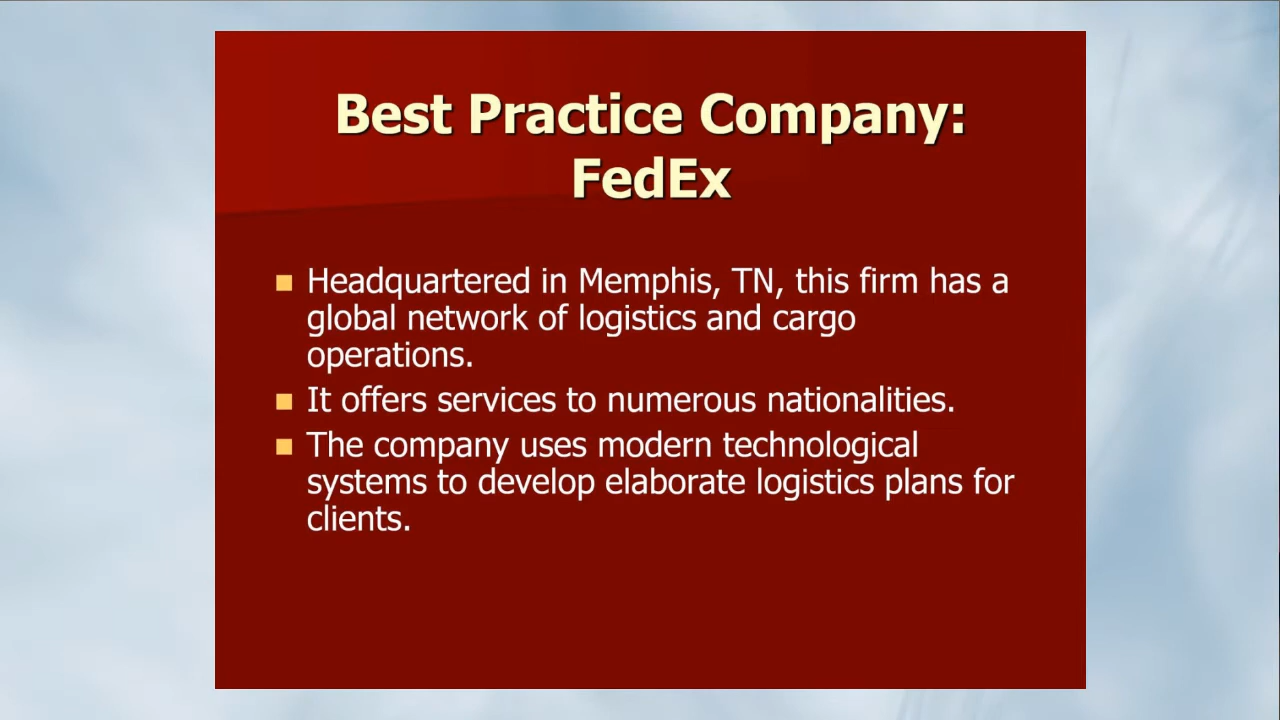 Best Practice Company:
FedEx
Headquartered in Memphis, TN, this firm has a
global network of logistics and cargo
operations.
It offers services to numerous nationalities.
The company uses modern technological
systems to develop elaborate logistics plans for
clients.